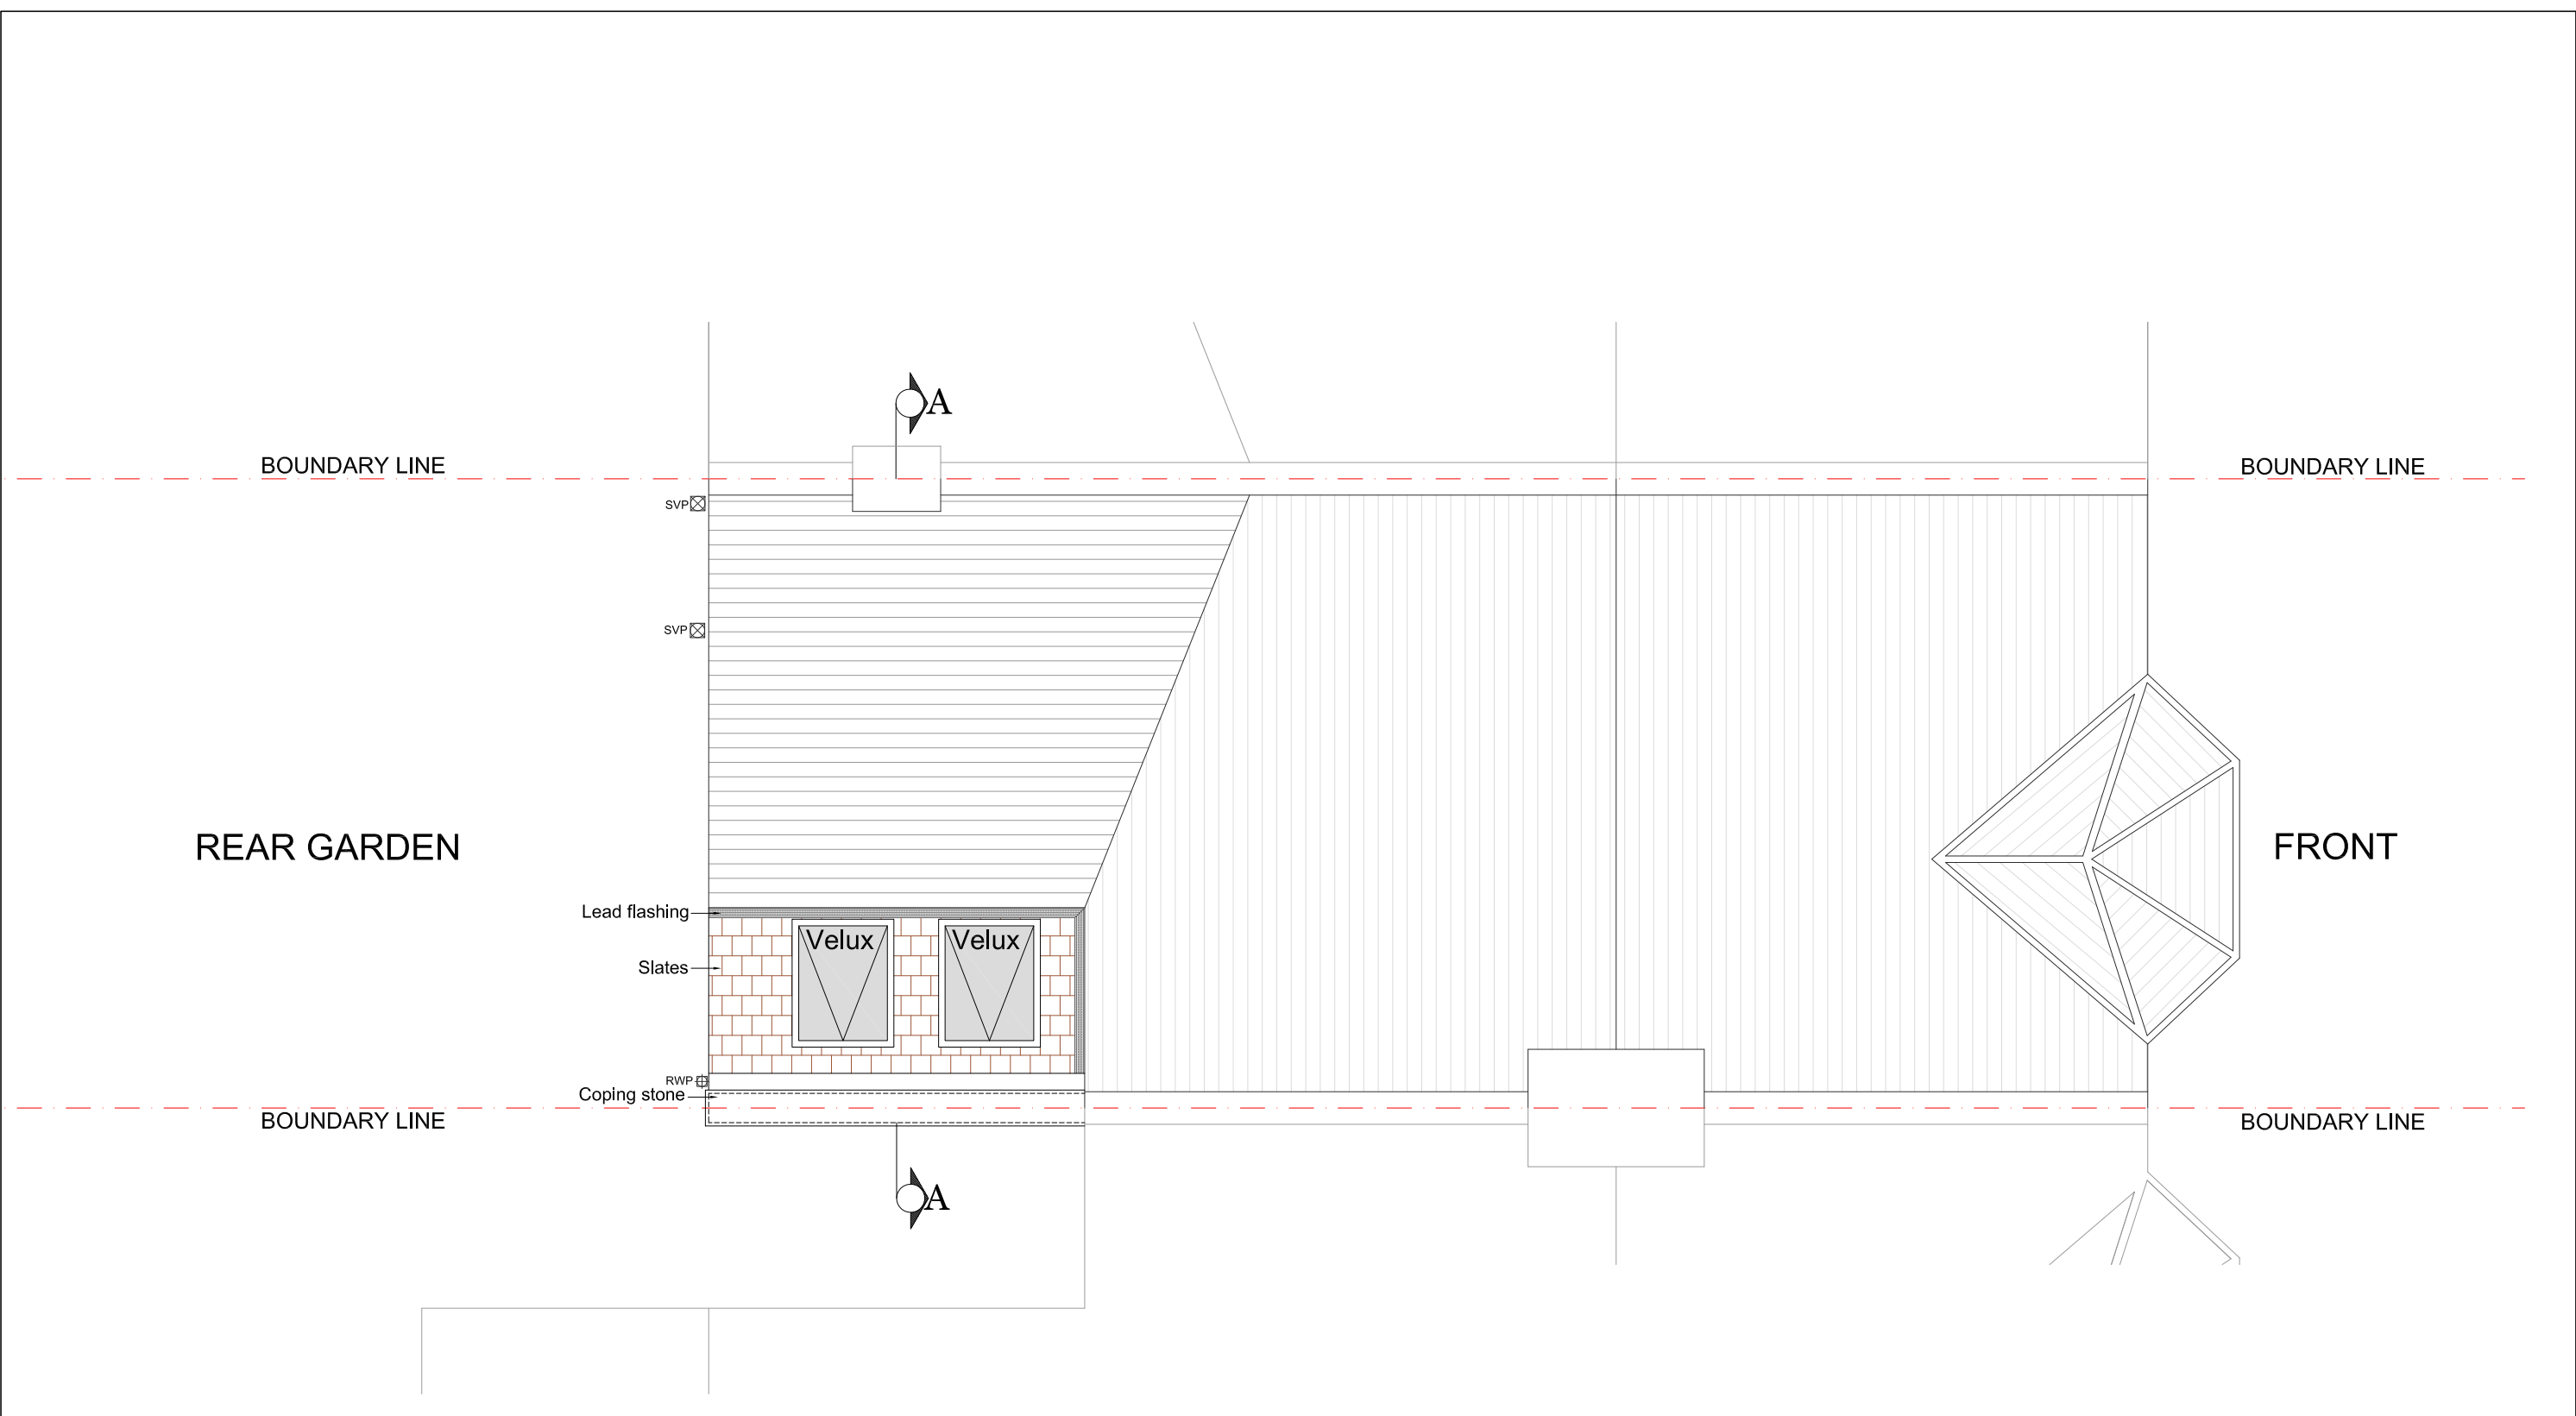 A
BOUNDARY LINE
BOUNDARY LINE
SVP
SVP
REAR GARDEN
FRONT
Lead flashing
Velux
Velux
Slates
RWP
Coping stone
BOUNDARY LINE
BOUNDARY LINE
A